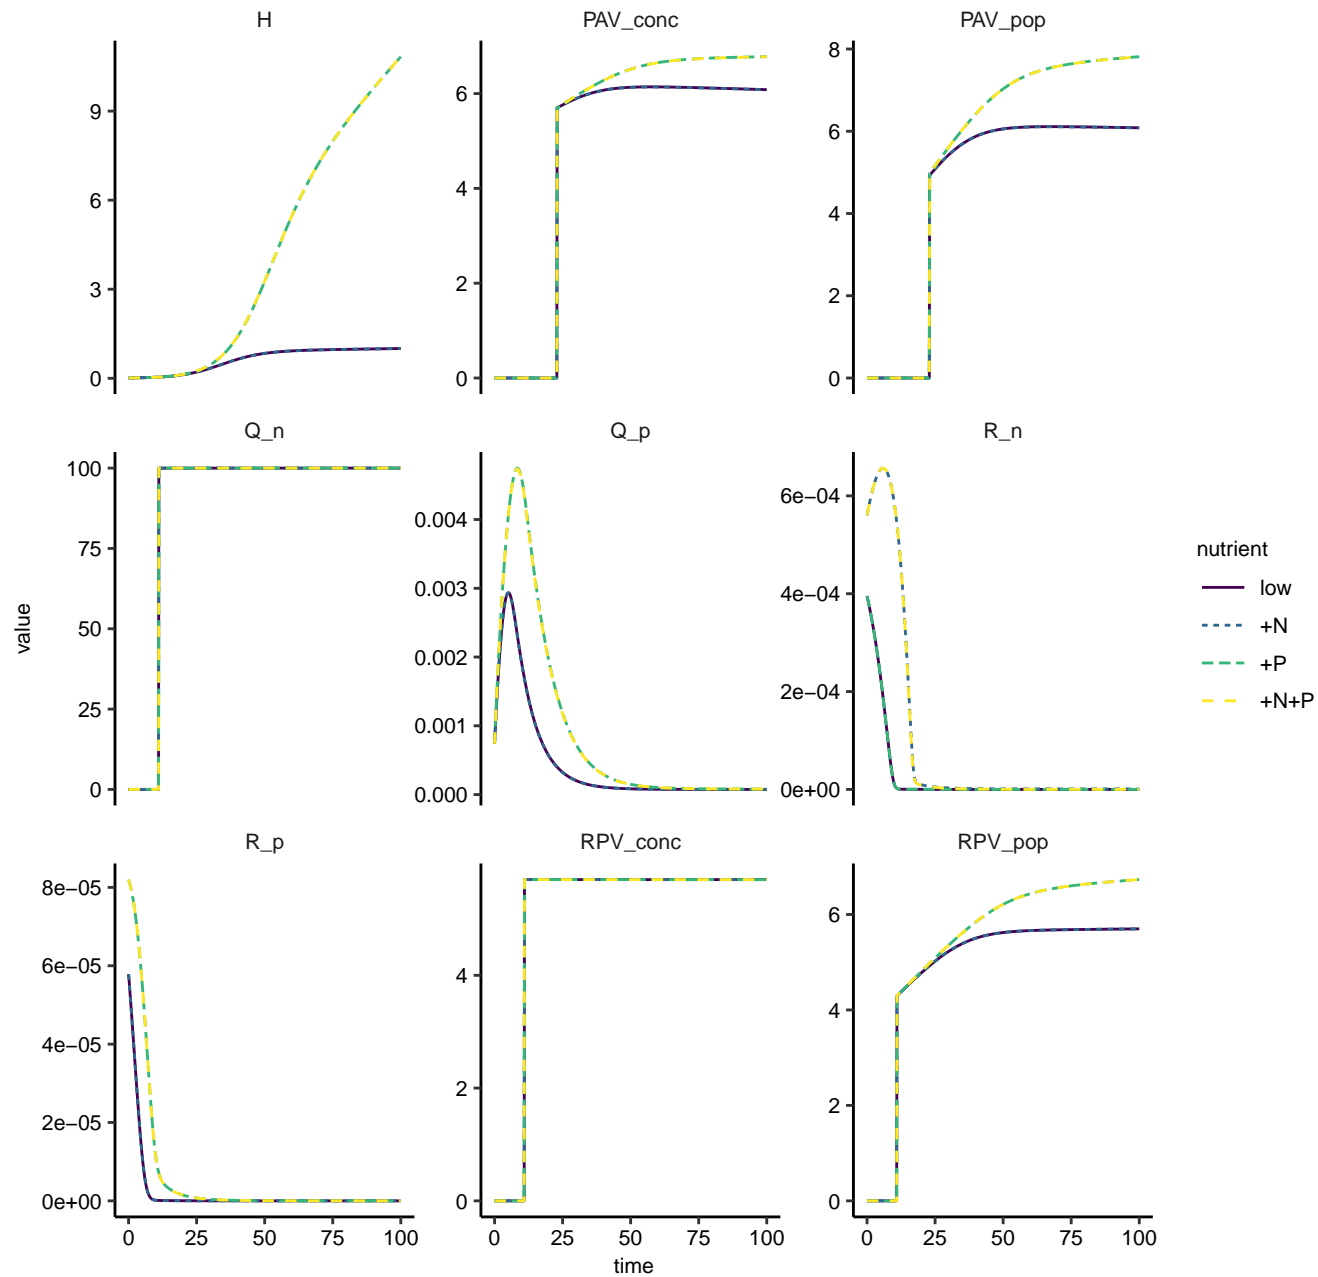 H
PAV_conc
PAV_pop
9
6
3
0
6
4
2
0
8
6
4
2
0
Q_n
Q_p
R_n
100
75
50
25
0
0.004
0.003
0.002
0.001
0.000
6e−04
4e−04
2e−04
0e+00
R_p
RPV_conc
RPV_pop
8e−05
6e−05
4e−05
2e−05
0e+00
4
2
0
6
4
2
0
0 25 50 75 100
0 25 50 75 100
0 25 50 75 100
time
value
nutrient
low
+N
+P
+N+P